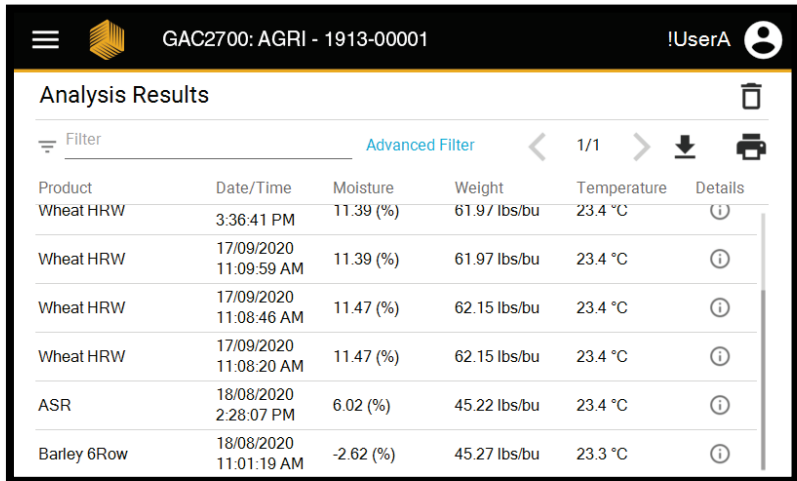 GAC2700: AGRI - 1913-00001 !UserA
Analysis Results
Filter Advanced Filter 1/1
Product Date/Time Moisture Weight Temperature Details
Wheat HRW 3:36:41 PM 11.39 (%) 61.97 lbs/bu 23.4 °C
Wheat HRW 17/09/2020 11:09:59 AM 11.39 (%) 61.97 lbs/bu 23.4 °C
Wheat HRW 17/09/2020 11:08:46 AM 11.47 (%) 62.15 lbs/bu 23.4 °C
Wheat HRW 17/09/2020 11:08:20 AM 11.47 (%) 62.15 lbs/bu 23.4 °C
ASR 18/08/2020 2:28:07 PM 6.02 (%) 45.22 lbs/bu 23.4 °C
Barley 6Row 18/08/2020 11:01:19 AM -2.62 (%) 45.27 lbs/bu 23.3 °C